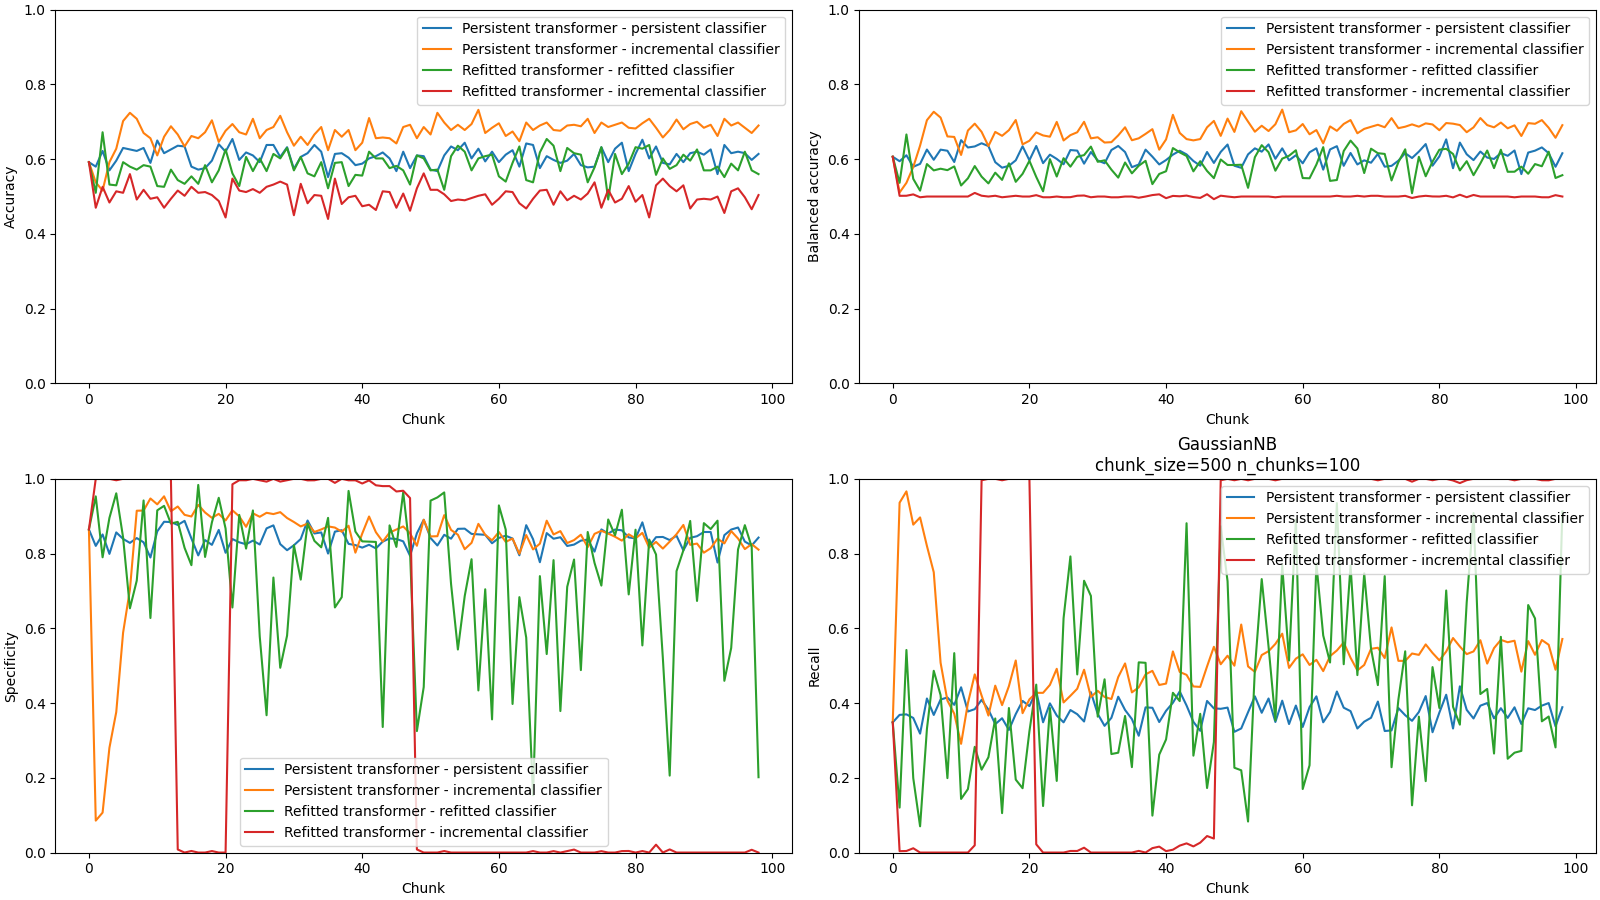 1.0
0.8
0.6
0.4
0.2
0.0
Accuracy
0 20 40 60 80 100
Chunk
Persistent transformer - persistent classifier
Persistent transformer - incremental classifier
Refitted transformer - refitted classifier
Refitted transformer - incremental classifier
1.0
0.8
0.6
0.4
0.2
0.0
Balanced accuracy
0 20 40 60 80 100
Chunk
Persistent transformer - persistent classifier
Persistent transformer - incremental classifier
Refitted transformer - refitted classifier
Refitted transformer - incremental classifier
1.0
0.8
0.6
0.4
0.2
0.0
Specificity
0 20 40 60 80 100
Chunk
Persistent transformer - persistent classifier
Persistent transformer - incremental classifier
Refitted transformer - refitted classifier
Refitted transformer - incremental classifier
GaussianNB
chunk_size=500 n_chunks=100
1.0
0.8
0.6
0.4
0.2
0.0
Recall
0 20 40 60 80 100
Chunk
Persistent transformer - persistent classifier
Persistent transformer - incremental classifier
Refitted transformer - refitted classifier
Refitted transformer - incremental classifier